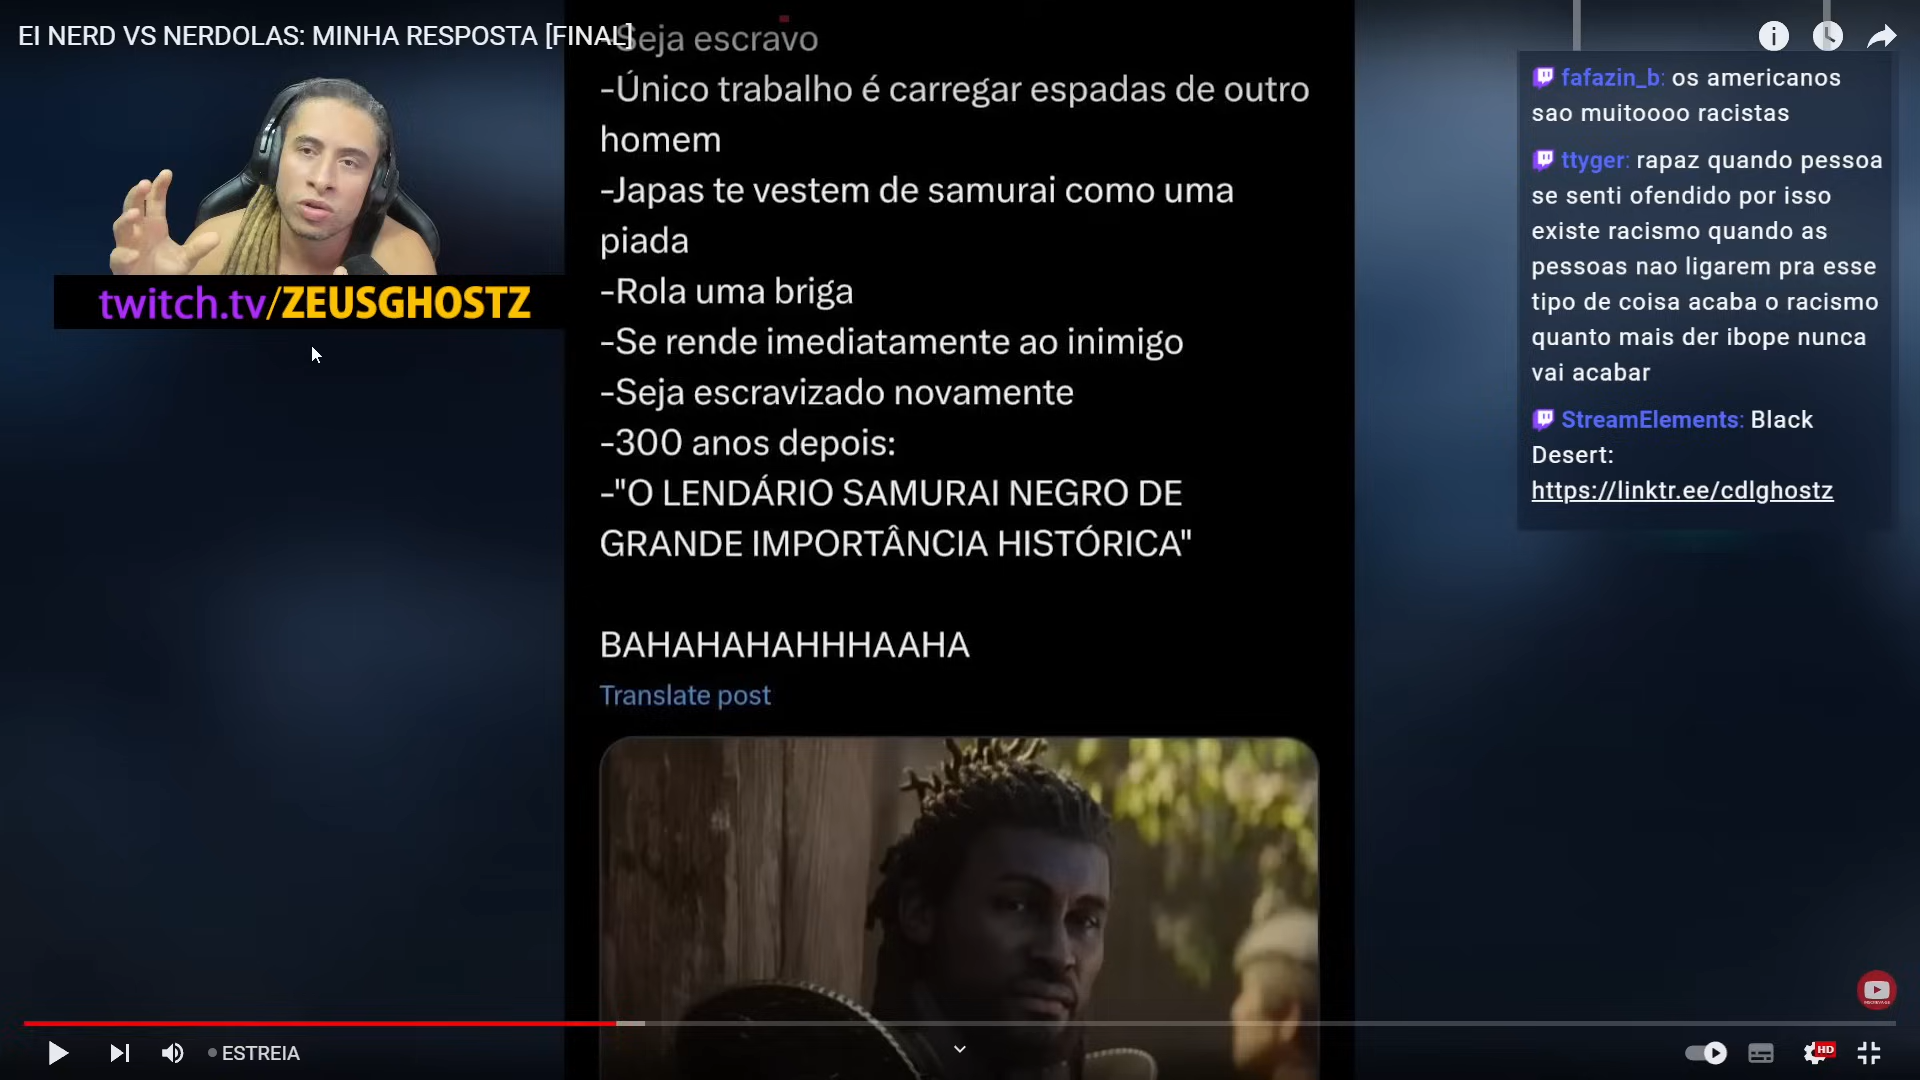 EI NERD VS NERDOLAS: MINHA RESPOSTA [FINAL]
-Seja escravo
-Único trabalho é carregar espadas de outro
homem
-Japas te vestem de samurai como uma
piada
-Rola uma briga
-Se rende imediatamente ao inimigo
-Seja escravizado novamente
-300 anos depois:
-"O LENDÁRIO SAMURAI NEGRO DE
GRANDE IMPORTÂNCIA HISTÓRICA"
BAHAHAHAHHHAAHA
Translate post
twitch.tv/ZEUSGHOSTZ
fafazin_b: os americanos
sao muitoooo racistas
ttyger: rapaz quando pessoa
se senti ofendido por isso
existe racismo quando as
pessoas nao ligarem pra esse
tipo de coisa acaba o racismo
quanto mais der ibope nunca
vai acabar
StreamElements: Black
Desert:
https://linktr.ee/cdlghostz
ESTREIA
HD